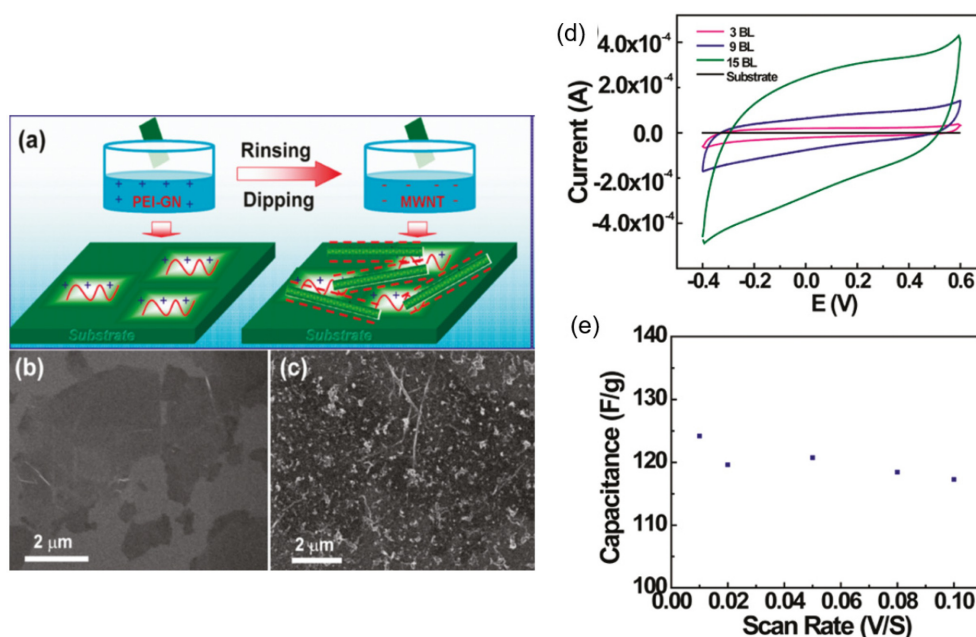 (a)
Rinsing
Dipping
+ + + +
+ PEI-GN +
- - - -
- MWNT -
Substrate
Substrate
(b)
2 μm
(c)
2 μm
(d)
3 BL
9 BL
15 BL
Substrate
Current (A)
4.0x10⁻⁴
2.0x10⁻⁴
0.0
-2.0x10⁻⁴
-4.0x10⁻⁴
-0.4 -0.2 0.0 0.2 0.4 0.6
E (V)
(e)
Capacitance (F/g)
140
130
120
110
100
0.00 0.02 0.04 0.06 0.08 0.10
Scan Rate (V/S)